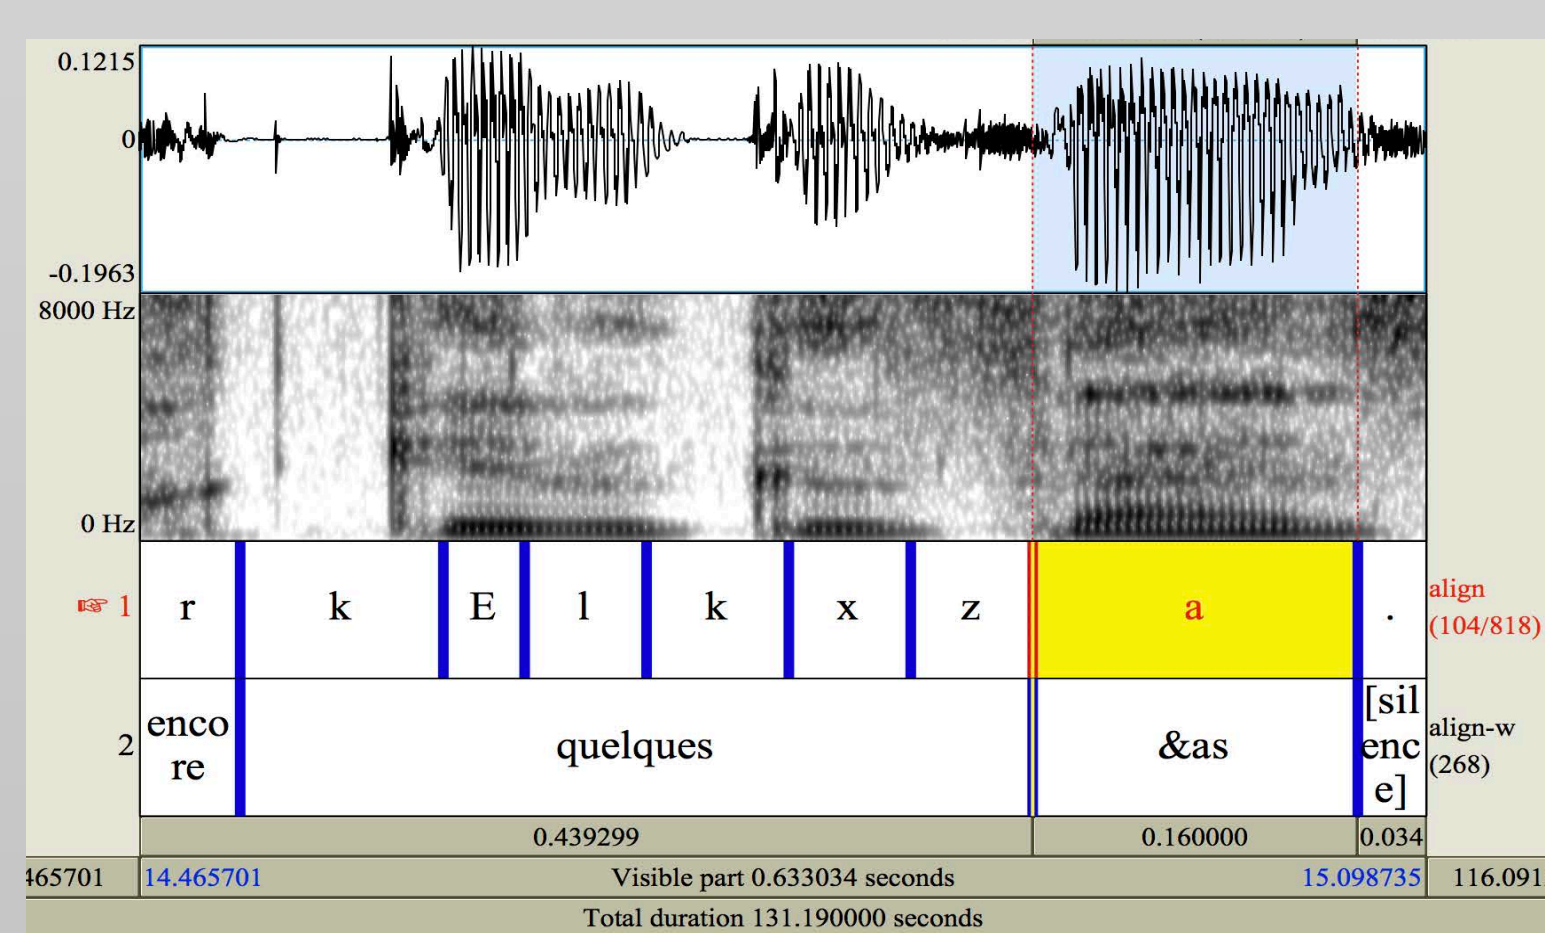 0.1215
0
-0.1963
8000 Hz
0 Hz
☞ 1
r k E l k x z a .
align
(104/818)
2
enco
re
quelques
&as
[sil
enc
e]
align-w
(268)
0.439299 0.160000 0.034
465701 14.465701 Visible part 0.633034 seconds 15.098735 116.091
Total duration 131.190000 seconds